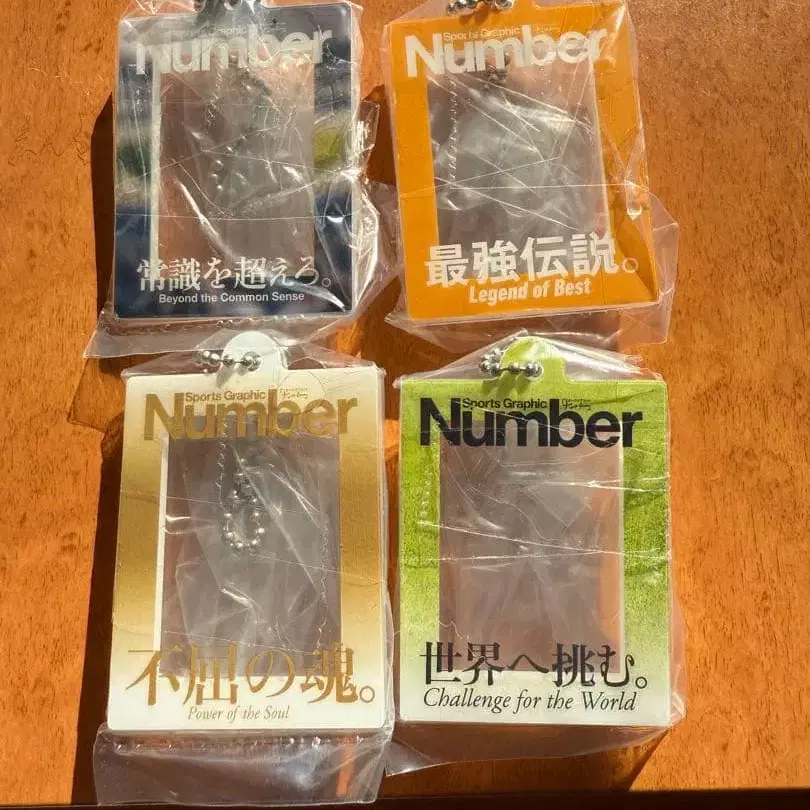 Sports Graphic
Number
常識を超えろ。
Beyond the Common Sense
Sports Graphic
Number
最強伝説。
Legend of Best
Sports Graphic
Number
不屈の魂。
Power of the Soul
Sports Graphic
Number
世界へ挑む。
Challenge for the World